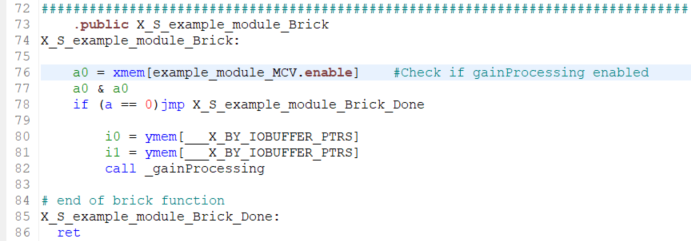 72 ################################################################################
73 .public X_S_example_module_Brick
74 X_S_example_module_Brick:
75
76 a0 = xmem[example_module_MCV.enable] #Check if gainProcessing enabled
77 a0 & a0
78 if (a == 0)jmp X_S_example_module_Brick_Done
79
80 i0 = ymem[___X_BY_IOBUFFER_PTRS]
81 i1 = ymem[___X_BY_IOBUFFER_PTRS]
82 call _gainProcessing
83
84 # end of brick function
85 X_S_example_module_Brick_Done:
86 ret